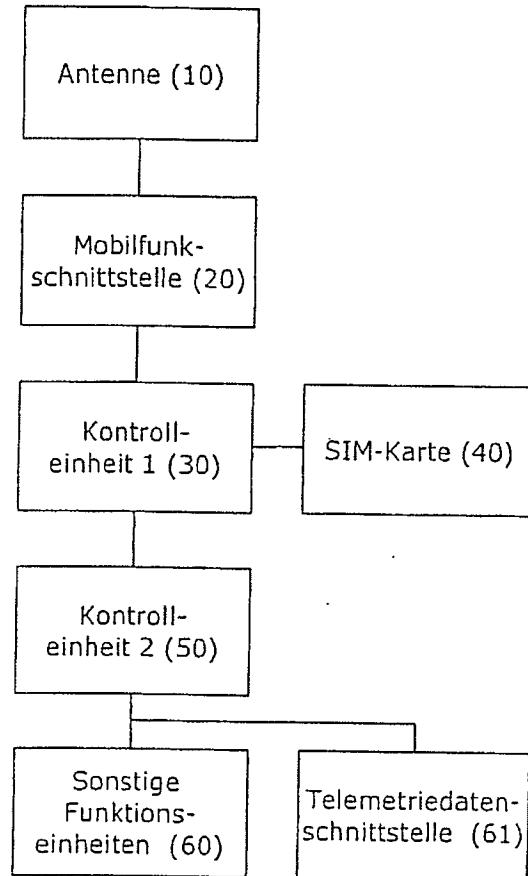 Antenne (10)
Mobilfunk-
schnittstelle (20)
Kontroll-
einheit 1 (30)
SIM-Karte (40)
Kontroll-
einheit 2 (50)
Sonstige
Funktions-
einheiten (60)
Telemetriedaten-
schnittstelle (61)